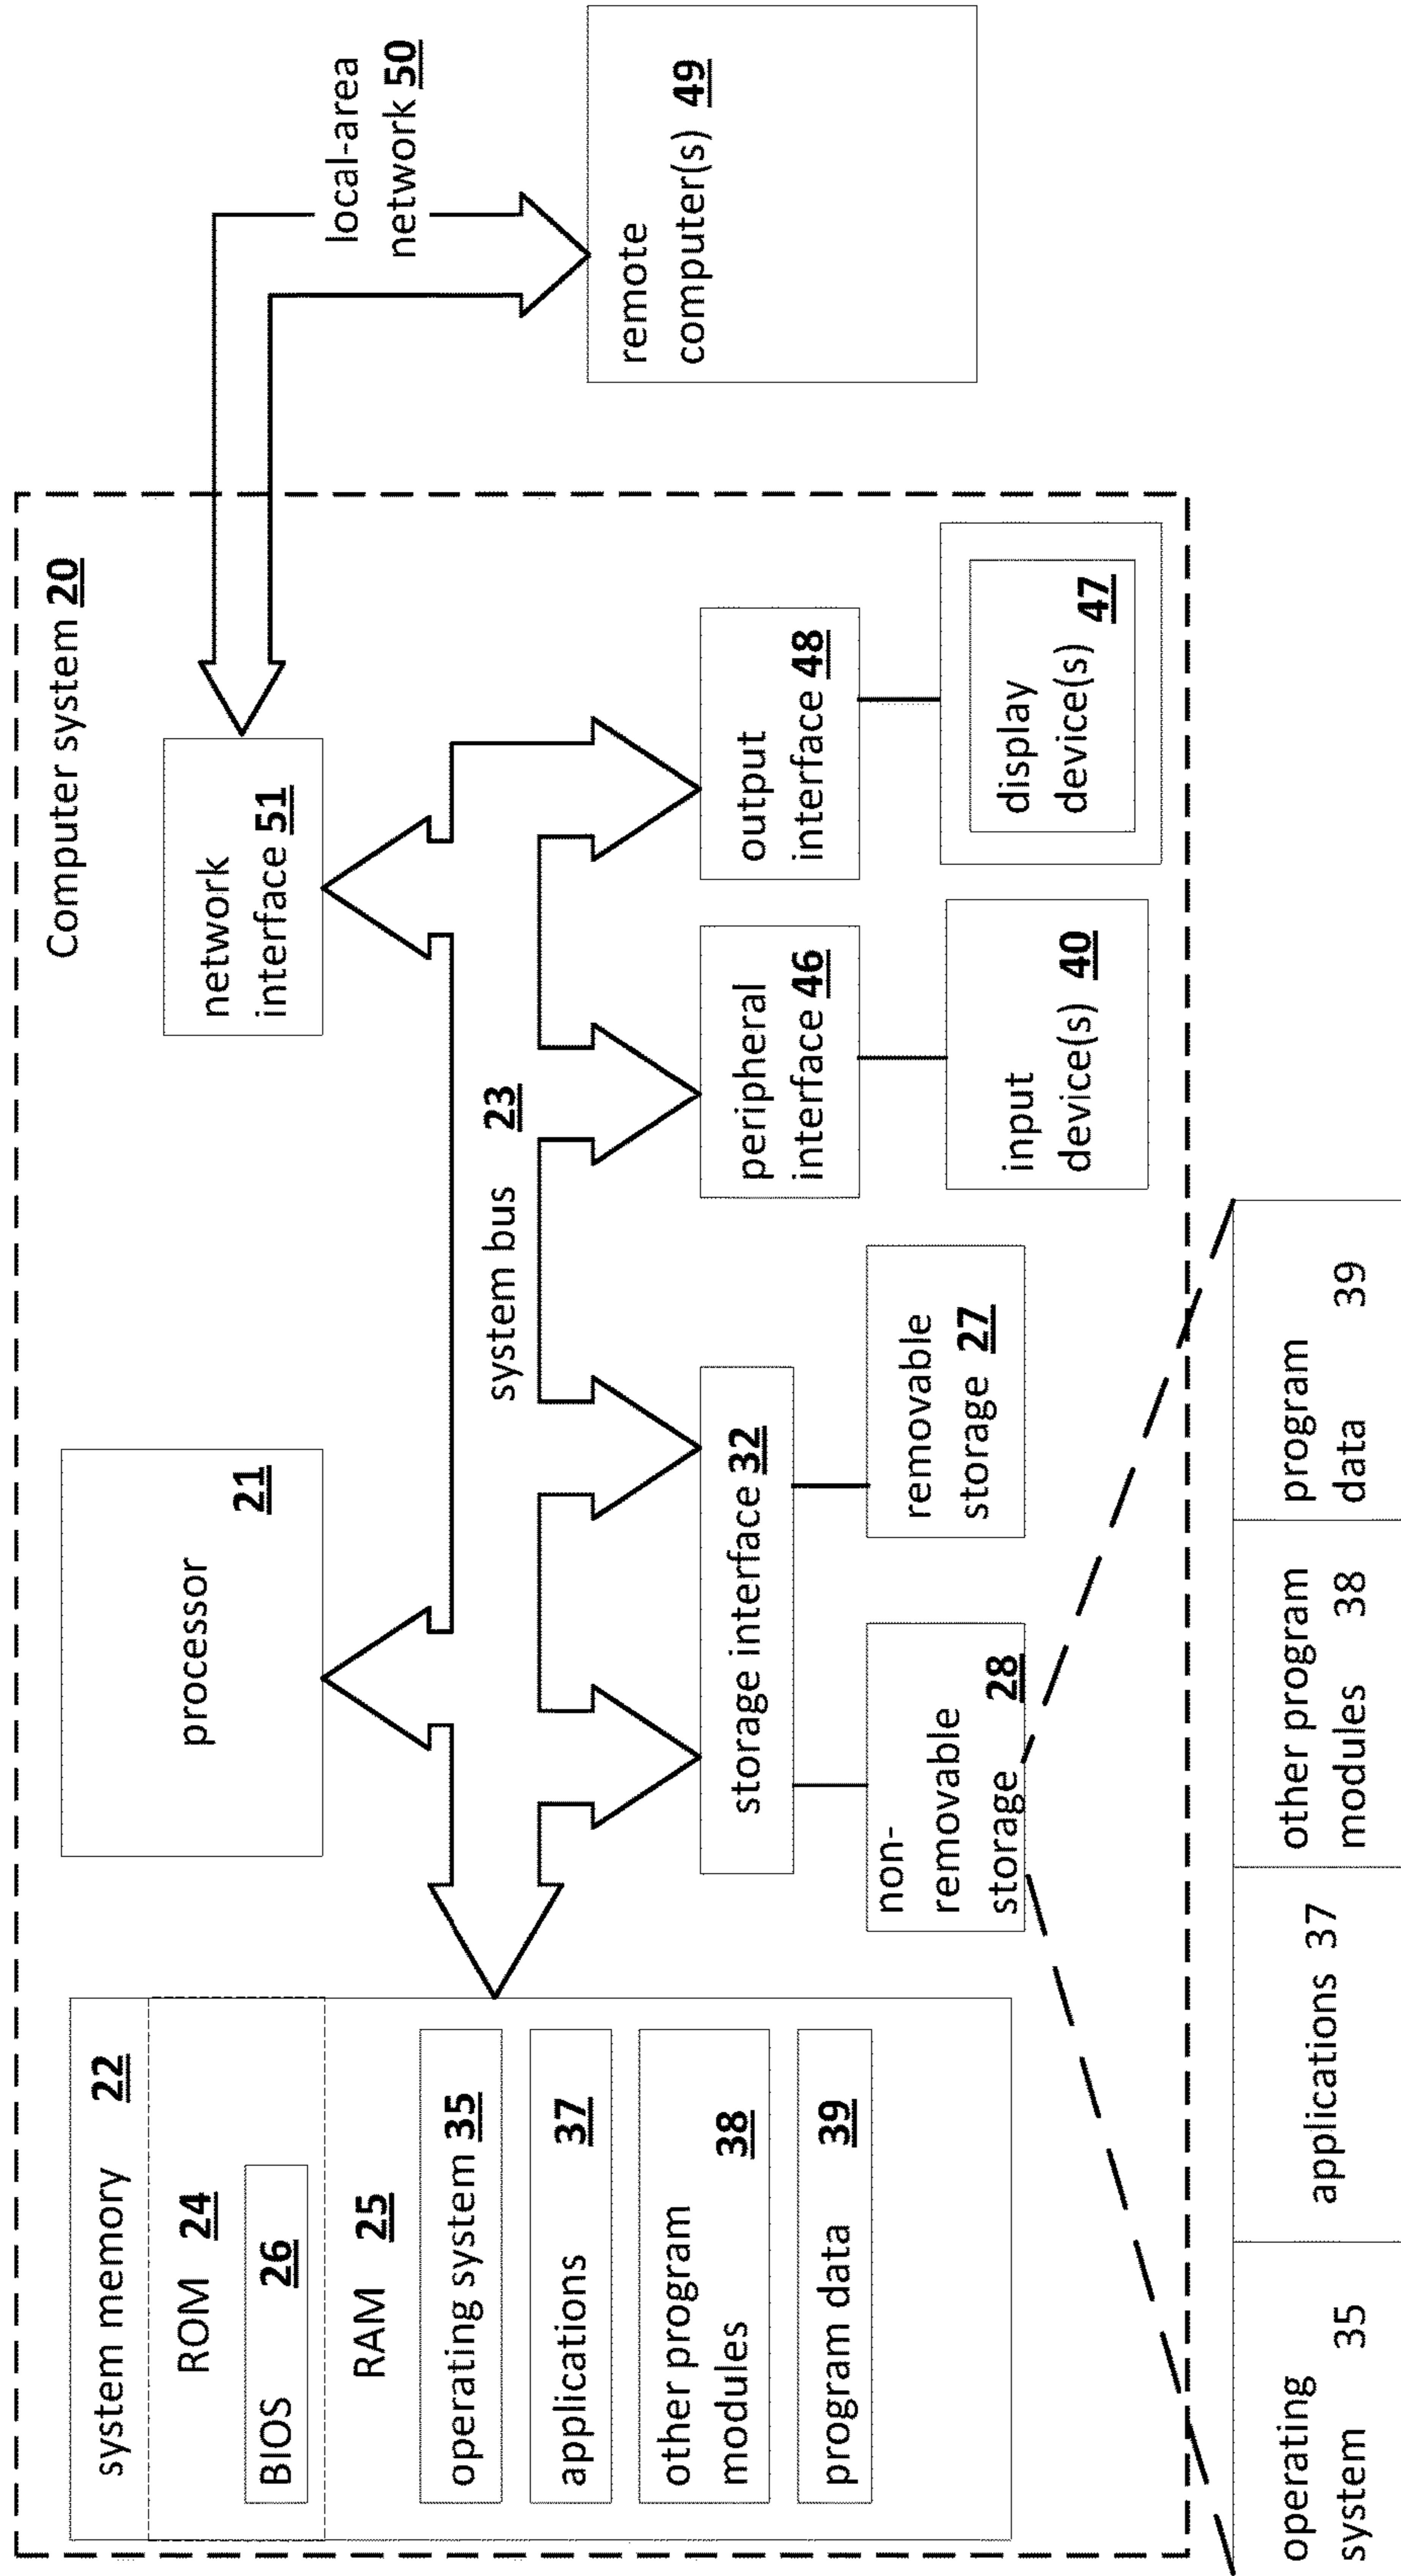 Computer system 20
system memory 22
ROM 24
BIOS 26
RAM 25
operating system 35
applications 37
other program
modules 38
program data 39
processor 21
network
interface 51
system bus 23
storage interface 32
non-
removable
storage 28
removable
storage 27
peripheral
interface 46
input
device(s) 40
output
interface 48
display
device(s) 47
local-area
network 50
remote
computer(s) 49
operating
system 35
applications 37
other program
modules 38
program
data 39